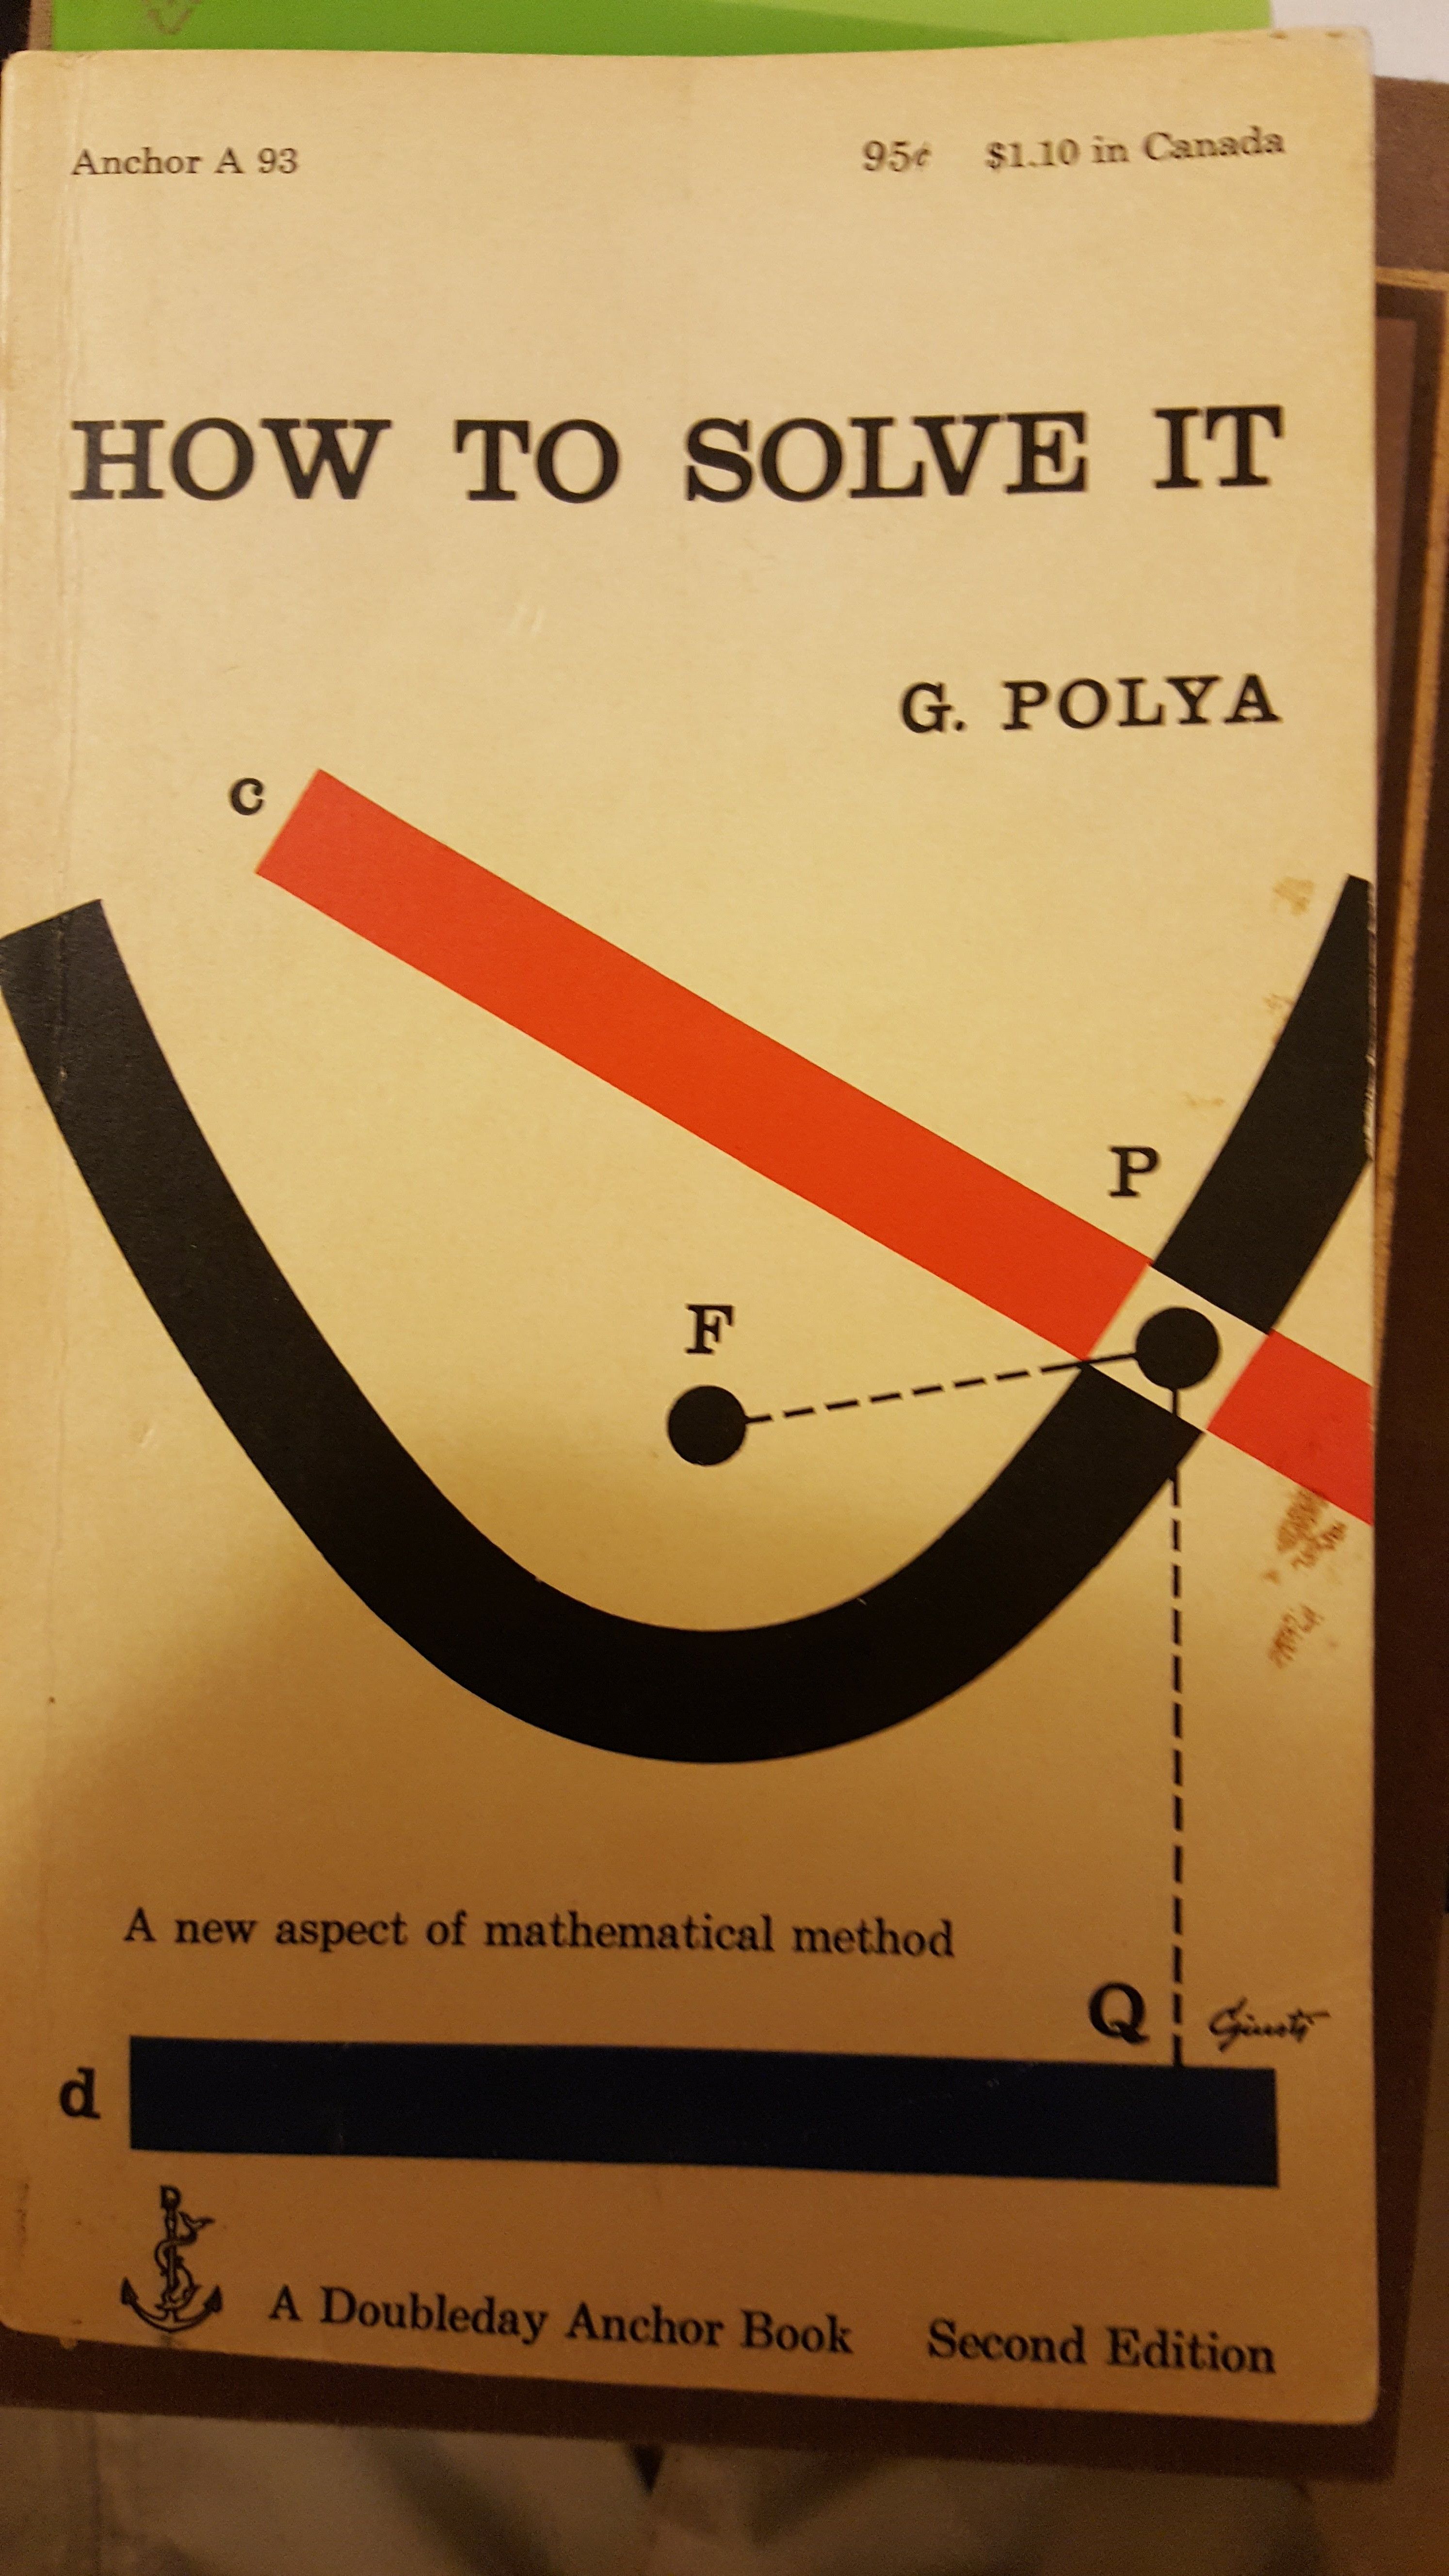 Anchor A 93 95¢ $1.10 in Canada
HOW TO SOLVE IT
G. POLYA
c
P
F
A new aspect of mathematical method
Q Giusti
d
A Doubleday Anchor Book Second Edition